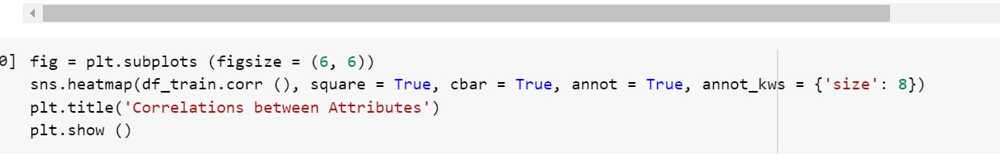 0] fig = plt.subplots (figsize = (6, 6))
sns.heatmap(df_train.corr (), square = True, cbar = True, annot = True, annot_kws = {'size': 8})
plt.title('Correlations between Attributes')
plt.show ()